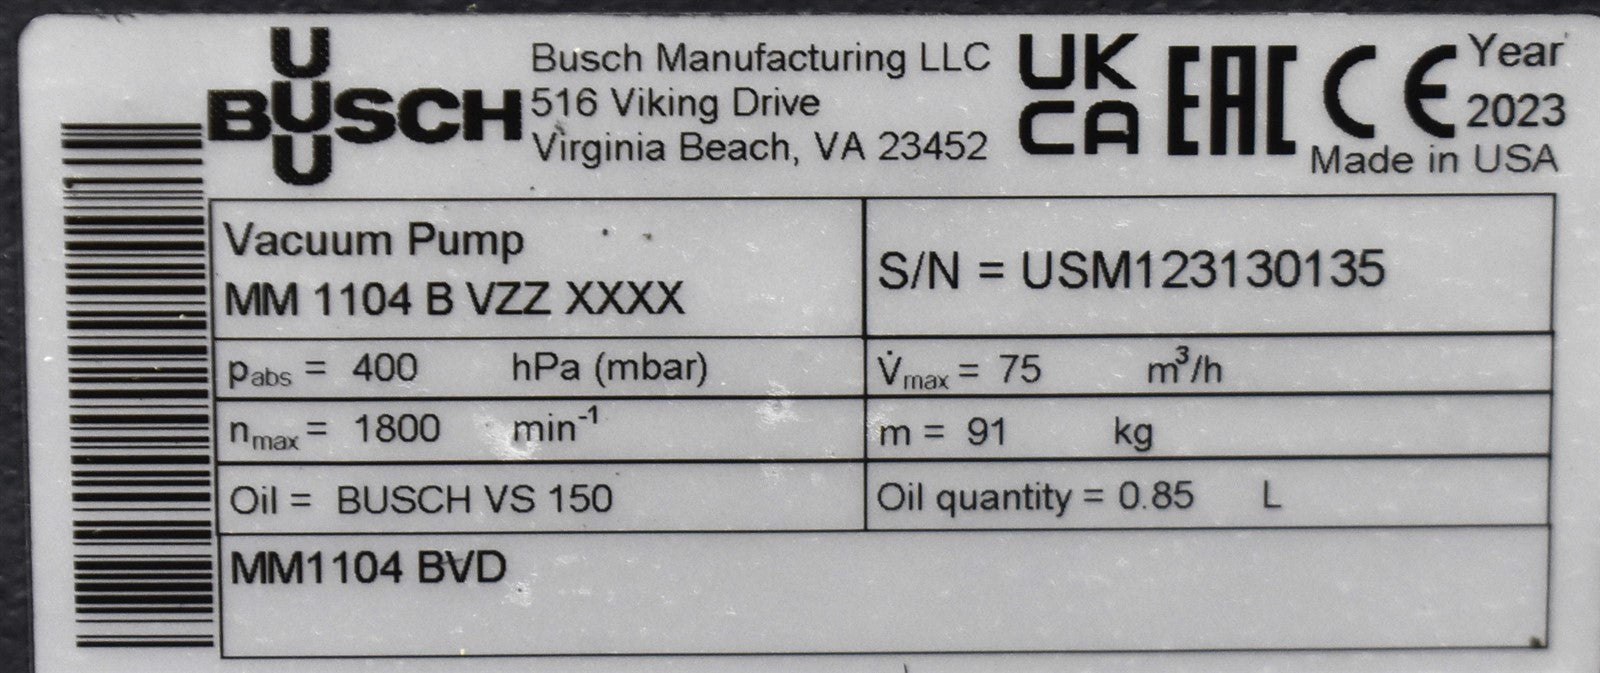 BUSCH
Busch Manufacturing LLC
516 Viking Drive
Virginia Beach, VA 23452
UK
CA
EAC
CE
Year
2023
Made in USA
Vacuum Pump
MM 1104 B VZZ XXXX
S/N = USM123130135
pabs = 400 hPa (mbar)
V̇max = 75 m³/h
nmax = 1800 min⁻¹
m = 91 kg
Oil = BUSCH VS 150
Oil quantity = 0.85 L
MM1104 BVD